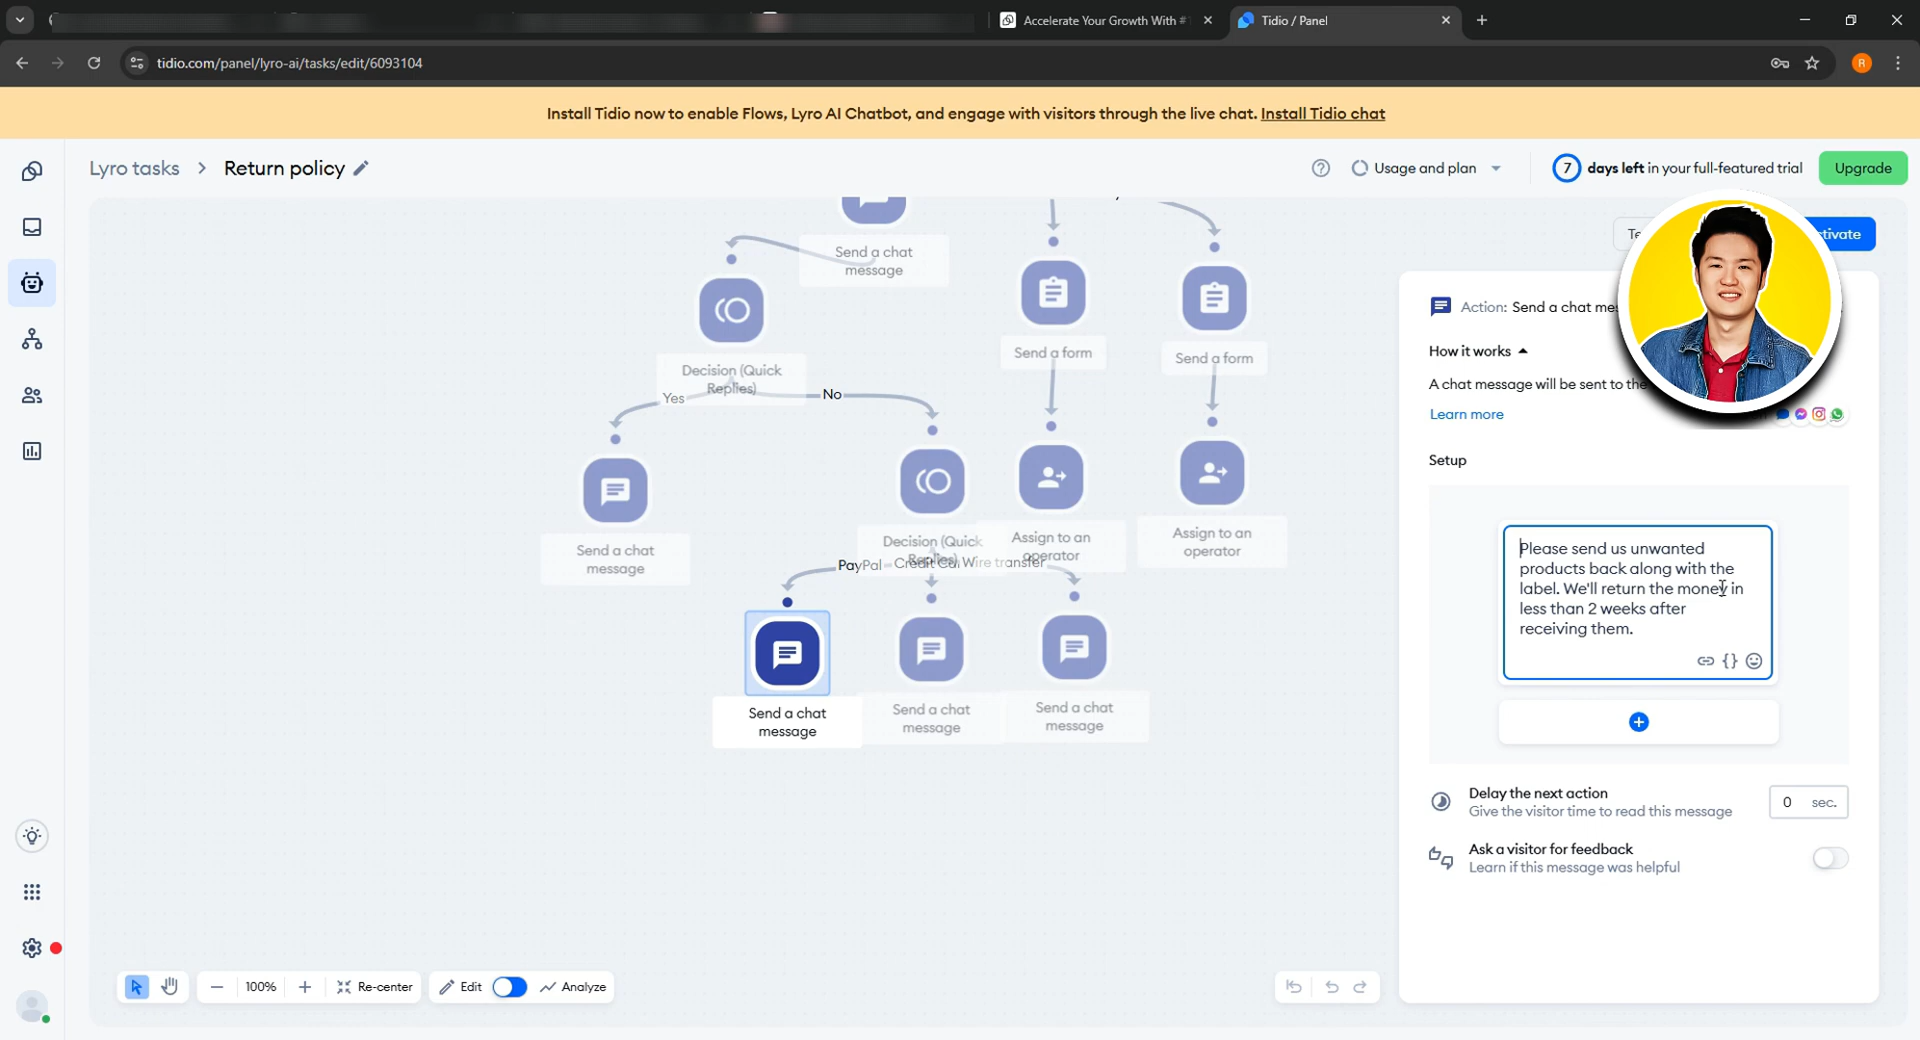 Accelerate Your Growth With #
Tidio / Panel
tidio.com/panel/lyro-ai/tasks/edit/6093104
R
Install Tidio now to enable Flows, Lyro AI Chatbot, and engage with visitors through the live chat. Install Tidio chat
Lyro tasks > Return policy
Usage and plan
7 days left in your full-featured trial
Upgrade
Send a chat
message
Decision (Quick
Replies)
Yes
No
Send a form
Send a form
Send a chat
message
Decision (Quick
Replies)
Assign to an
operator
Assign to an
operator
PayPal
Wire transfer
Send a chat
message
Send a chat
message
Send a chat
message
Action: Send a chat
How it works
A chat message will be sent to the
Learn more
Setup
Please send us unwanted
products back along with the
label. We'll return the money in
less than 2 weeks after
receiving them.
{}
Delay the next action
Give the visitor time to read this message
0 sec.
Ask a visitor for feedback
Learn if this message was helpful
100%
Re-center
Edit
Analyze